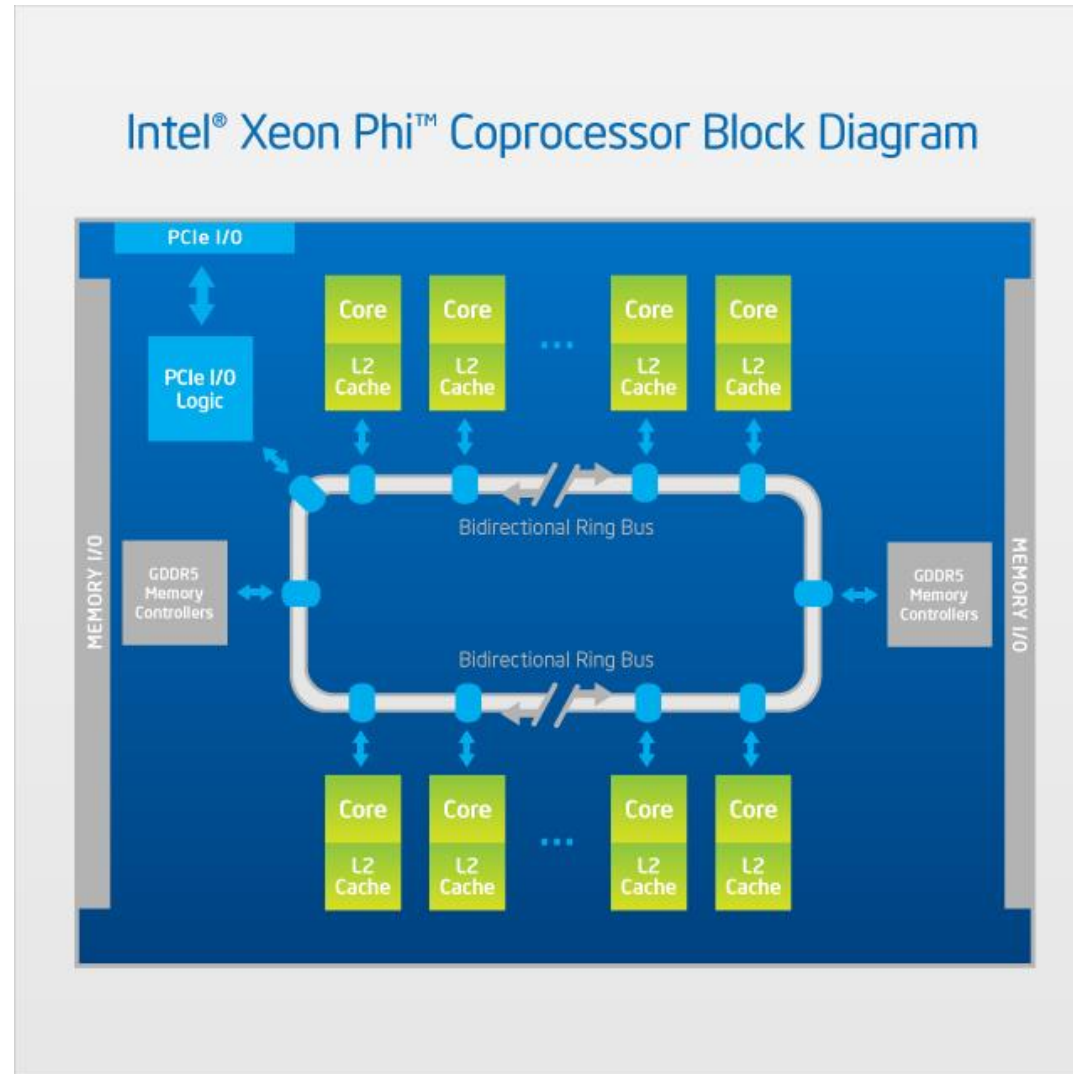 Intel® Xeon Phi™ Coprocessor Block Diagram
PCIe I/O
PCIe I/O
Logic
Core
L2
Cache
Core
L2
Cache
...
Core
L2
Cache
Core
L2
Cache
Bidirectional Ring Bus
MEMORY I/O
GDDR5
Memory
Controllers
GDDR5
Memory
Controllers
MEMORY I/O
Bidirectional Ring Bus
Core
L2
Cache
Core
L2
Cache
...
Core
L2
Cache
Core
L2
Cache